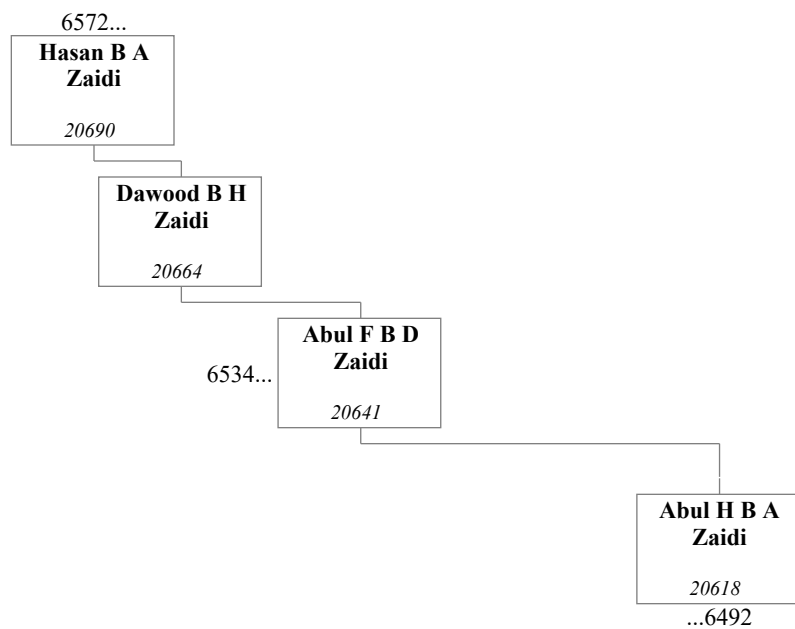 6572...
Hasan B A
Zaidi
20690
Dawood B H
Zaidi
20664
Abul F B D
Zaidi
6534...
20641
Abul H B A
Zaidi
20618
...6492